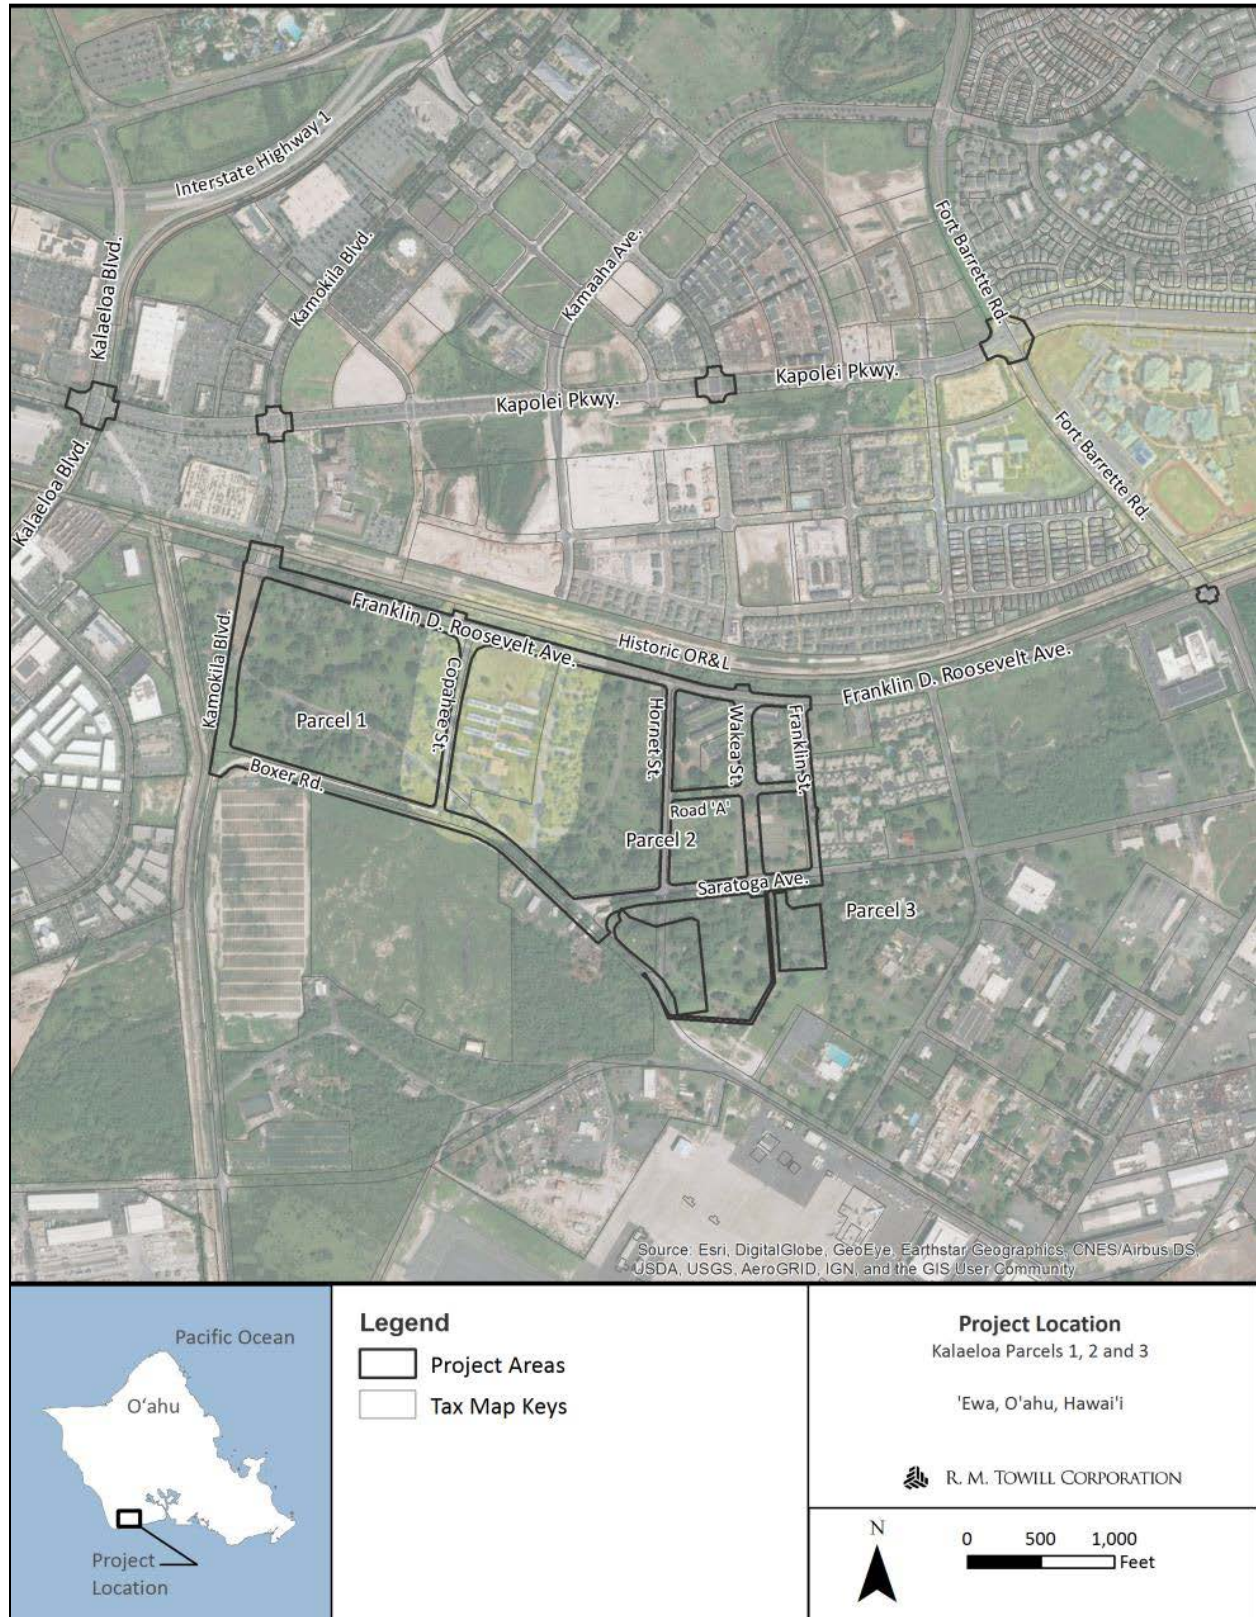 Interstate Highway 1
Kalaeloa Blvd.
Kamokila Blvd.
Kamaaha Ave.
Fort Barrette Rd.
Kapolei Pkwy.
Kapolei Pkwy.
Kalaeloa Blvd.
Fort Barrette Rd.
Franklin D. Roosevelt Ave.
Historic OR&L
Franklin D. Roosevelt Ave.
Kamokila Blvd.
Copahee St.
Hornet St.
Wakea St.
Franklin St.
Parcel 1
Boxer Rd.
Road 'A'
Parcel 2
Saratoga Ave.
Parcel 3
Source: Esri, DigitalGlobe, GeoEye, Earthstar Geographics, CNES/Airbus DS,
USDA, USGS, AeroGRID, IGN, and the GIS User Community
Pacific Ocean
Oʻahu
Project
Location
Legend
Project Areas
Tax Map Keys
Project Location
Kalaeloa Parcels 1, 2 and 3
'Ewa, O'ahu, Hawai'i
R. M. TOWILL CORPORATION
N
0 500 1,000
Feet